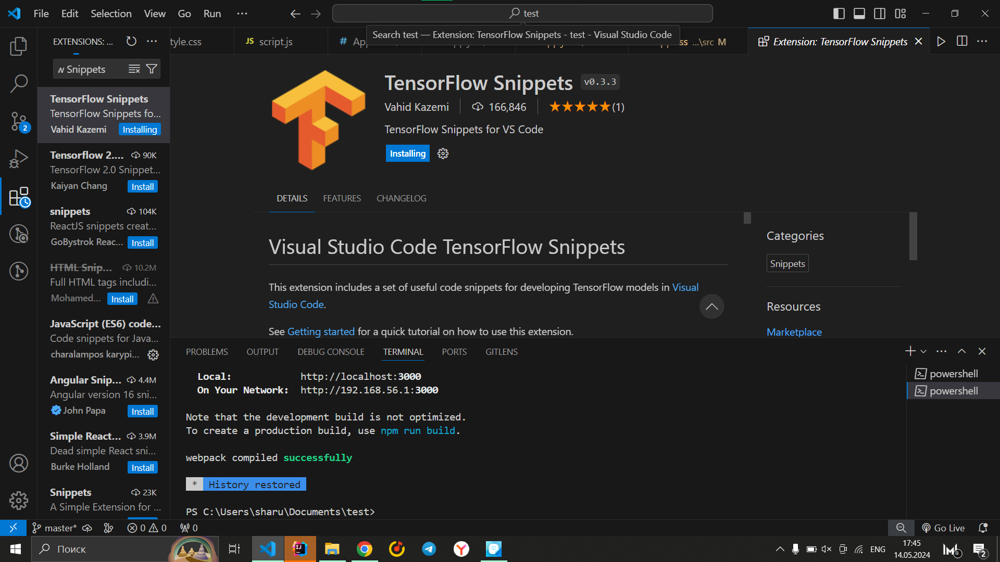 File Edit Selection View Go Run ···
test
Search test — Extension: TensorFlow Snippets - test - Visual Studio Code
EXTENSIONS: ...
tyle.css
JS script.js
# Ap
ss ...\src M
Extension: TensorFlow Snippets
w Snippets
TensorFlow Snippets
TensorFlow Snippets fo...
Vahid Kazemi Installing
Tensorflow 2.... 90K
TensorFlow 2.0 Snippet...
Kaiyan Chang Install
snippets 104K
ReactJS snippets creat...
GoBystrok Reac... Install
HTML Snip... 10.2M
Full HTML tags includi...
Mohamed... Install
JavaScript (ES6) code...
Code snippets for Java...
charalampos karypi...
Angular Snip... 4.4M
Angular version 16 sni...
John Papa Install
Simple React... 3.9M
Dead simple React sni...
Burke Holland Install
Snippets 23K
A Simple Extension for ...
2
TensorFlow Snippets v0.3.3
Vahid Kazemi 166,846 ★★★★★(1)
TensorFlow Snippets for VS Code
Installing
DETAILS FEATURES CHANGELOG
Visual Studio Code TensorFlow Snippets
This extension includes a set of useful code snippets for developing TensorFlow models in Visual
Studio Code.
See Getting started for a quick tutorial on how to use this extension.
Categories
Snippets
Resources
Marketplace
PROBLEMS OUTPUT DEBUG CONSOLE TERMINAL PORTS GITLENS
Local: http://localhost:3000
On Your Network: http://192.168.56.1:3000
Note that the development build is not optimized.
To create a production build, use npm run build.
webpack compiled successfully
* History restored
PS C:\Users\sharu\Documents\test>
powershell
powershell
master* 0 0 0
Go Live
Поиск
ENG
17:45
14.05.2024
2